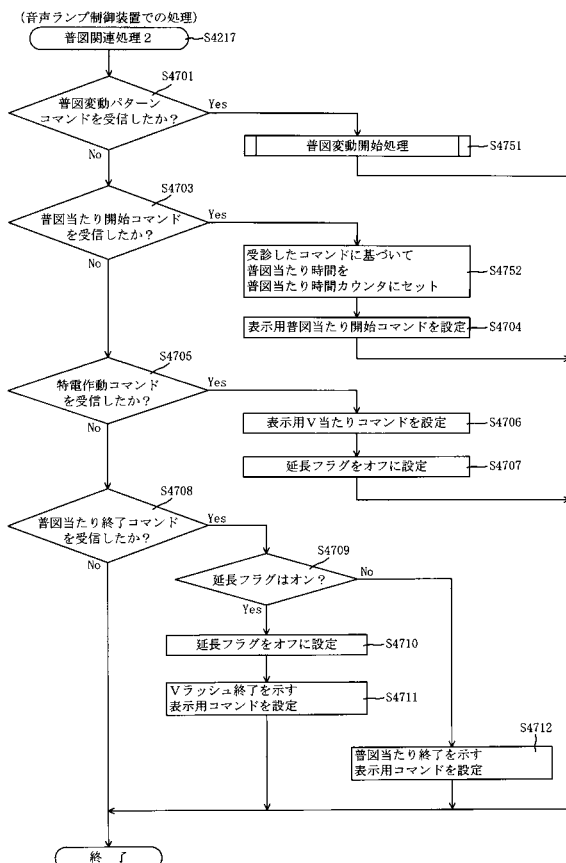 (音声ランプ制御装置での処理)
普図関連処理2
S4217
S4701
普図変動パターン
コマンドを受信したか?
Yes
No
普図変動開始処理
S4751
S4703
普図当たり開始コマンド
を受信したか?
Yes
No
受診したコマンドに基づいて
普図当たり時間を
普図当たり時間カウンタにセット
S4752
表示用普図当たり開始コマンドを設定
S4704
S4705
特電作動コマンド
を受信したか?
Yes
No
表示用V当たりコマンドを設定
S4706
延長フラグをオフに設定
S4707
S4708
普図当たり終了コマンド
を受信したか?
Yes
No
S4709
延長フラグはオン?
No
Yes
延長フラグをオフに設定
S4710
Vラッシュ終了を示す
表示用コマンドを設定
S4711
S4712
普図当たり終了を示す
表示用コマンドを設定
終 了